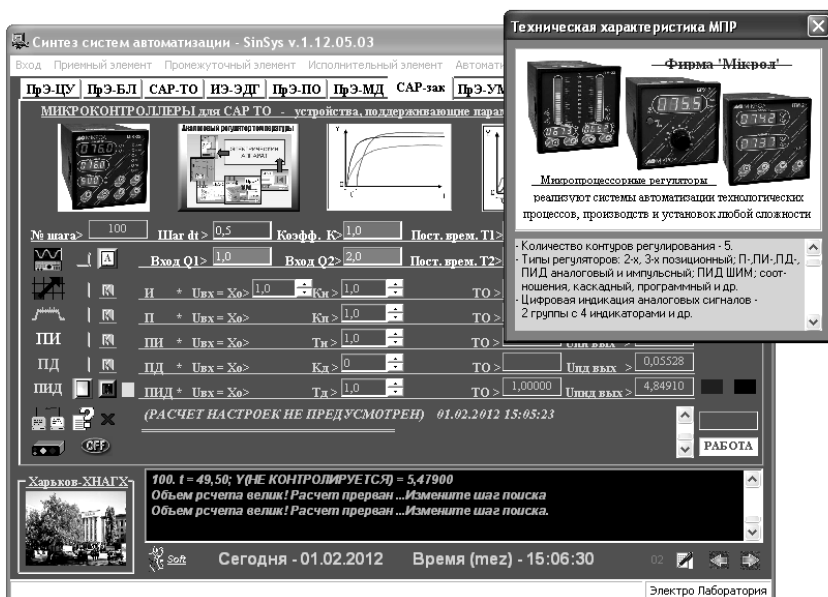 Синтез систем автоматизации - SinSys v.1.12.05.03
Вход Приемный элемент Промежуточный элемент Исполнительный элемент Автомати
ПрЭ-ЦУ ПрЭ-БЛ САР-ТО ИЭ-ЭДГ ПрЭ-ПО ПрЭ-МД САР-зак ПрЭ-УМ
МИКРОКОНТРОЛЛЕРЫ для САР ТО - устройства, поддерживающие парам
Аналоговый регулятор температуры
№ шага> 100 Шаг dt> 0,5 Коэфф. К> 1,0 Пост. врем. Т1>
Вход Q1> 1,0 Вход Q2> 2,0 Пост. врем. Т2>
И * Uвх = Хо> 1,0 Ки> 1,0 ТО>
П * Uвх = Хо> Кп> 1,0 ТО>
ПИ ПИ * Uвх = Хо> Ти> 1,0 ТО>
ПД ПД * Uвх = Хо> Кд> 0 ТО> Uпд вых > 0,05528
ПИД ПИД * Uвх = Хо> Тд> 1,0 ТО> 1,00000 Uпид вых > 4,84910
(РАСЧЕТ НАСТРОЕК НЕ ПРЕДУСМОТРЕН) 01.02.2012 15:05:23
OFF
РАБОТА
Харьков-ХНАГХ
100. t = 49,50; Y(НЕ КОНТРОЛИРУЕТСЯ) = 5,47900
Объем рсчета велик! Расчет прерван ...Измените шаг поиска
Объем рсчета велик! Расчет прерван ...Измените шаг поиска.
Soft Сегодня - 01.02.2012 Время (mez) - 15:06:30 02
Электро Лаборатория
Техническая характеристика МПР
Фирма 'Мікрол'
Микропроцессорные регуляторы
реализуют системы автоматизации технологических
процессов, производств и установок любой сложности
- Количество контуров регулирования - 5.
- Типы регуляторов: 2-х, 3-х позиционный; П-,ПИ-,ПД-,
ПИД аналоговый и импульсный; ПИД ШИМ; соот-
ношения, каскадный, программный и др.
- Цифровая индикация аналоговых сигналов -
2 группы с 4 индикаторами и др.